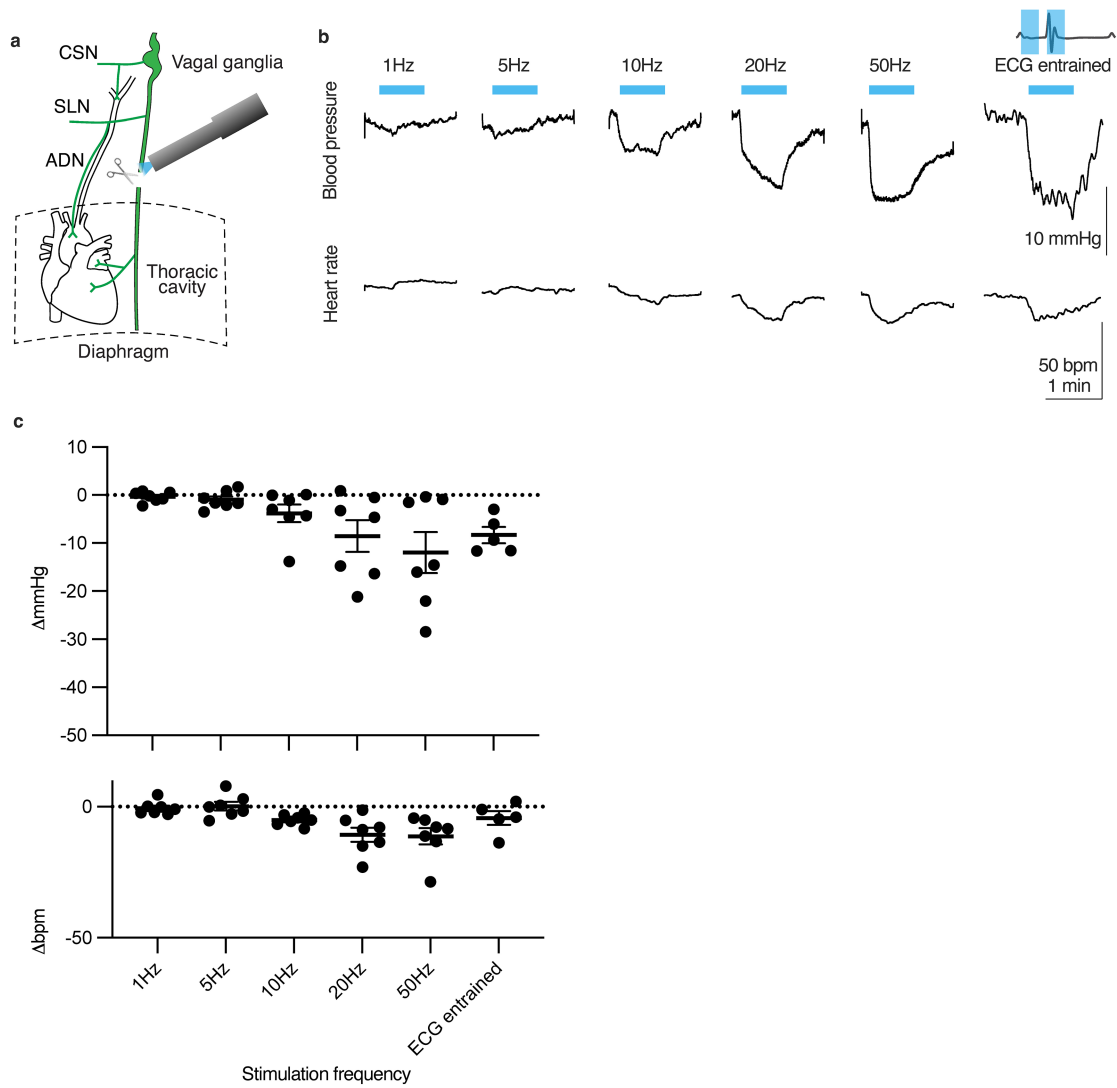 a
CSN
Vagal ganglia
SLN
ADN
Thoracic
cavity
Diaphragm
b
1Hz
5Hz
10Hz
20Hz
50Hz
ECG entrained
Blood pressure
10 mmHg
Heart rate
50 bpm
1 min
c
10
0
-10
-20
-30
-40
-50
ΔmmHg
0
-50
Δbpm
1Hz
5Hz
10Hz
20Hz
50Hz
ECG entrained
Stimulation frequency